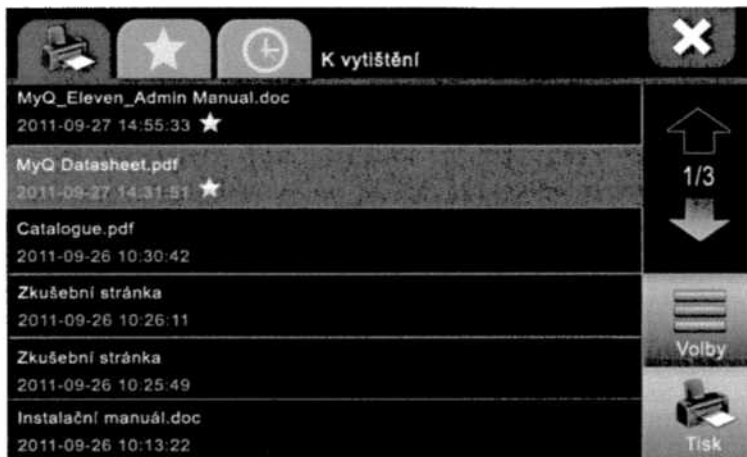 K vytištění
MyQ_Eleven_Admin Manual.doc
2011-09-27 14:55:33
MyQ Datasheet.pdf
2011-09-27 14:31:51
1/3
Catalogue.pdf
2011-09-26 10:30:42
Zkušební stránka
2011-09-26 10:26:11
Volby
Zkušební stránka
2011-09-26 10:25:49
Instalační manuál.doc
2011-09-26 10:13:22
Tisk